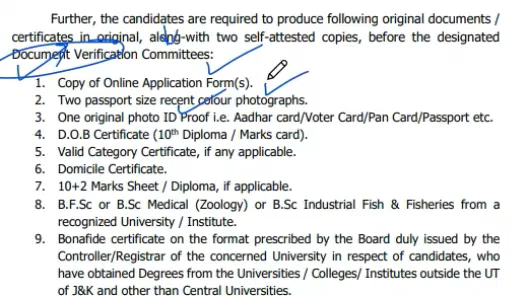 Further, the candidates are required to produce following original documents /
certificates in original, along-with two self-attested copies, before the designated
Document Verification Committees:
1. Copy of Online Application Form(s).
2. Two passport size recent colour photographs.
3. One original photo ID Proof i.e. Aadhar card/Voter Card/Pan Card/Passport etc.
4. D.O.B Certificate (10th Diploma / Marks card).
5. Valid Category Certificate, if any applicable.
6. Domicile Certificate.
7. 10+2 Marks Sheet / Diploma, if applicable.
8. B.F.Sc or B.Sc Medical (Zoology) or B.Sc Industrial Fish & Fisheries from a
recognized University / Institute.
9. Bonafide certificate on the format prescribed by the Board duly issued by the
Controller/Registrar of the concerned University in respect of candidates, who
have obtained Degrees from the Universities / Colleges/ Institutes outside the UT
of J&K and other than Central Universities.